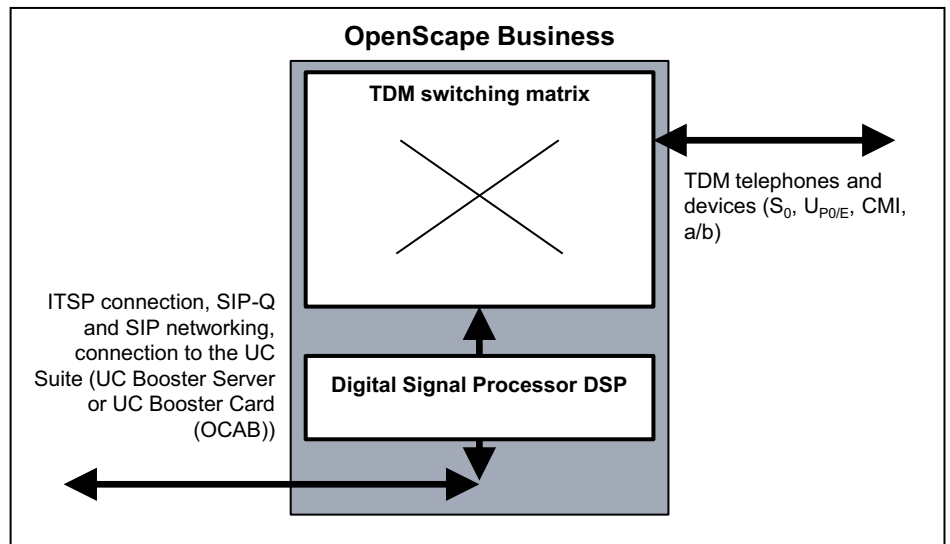 OpenScape Business
TDM switching matrix
TDM telephones and
devices (S₀, U_P0/E, CMI,
a/b)
ITSP connection, SIP-Q
and SIP networking,
connection to the UC
Suite (UC Booster Server
or UC Booster Card
(OCAB))
Digital Signal Processor DSP